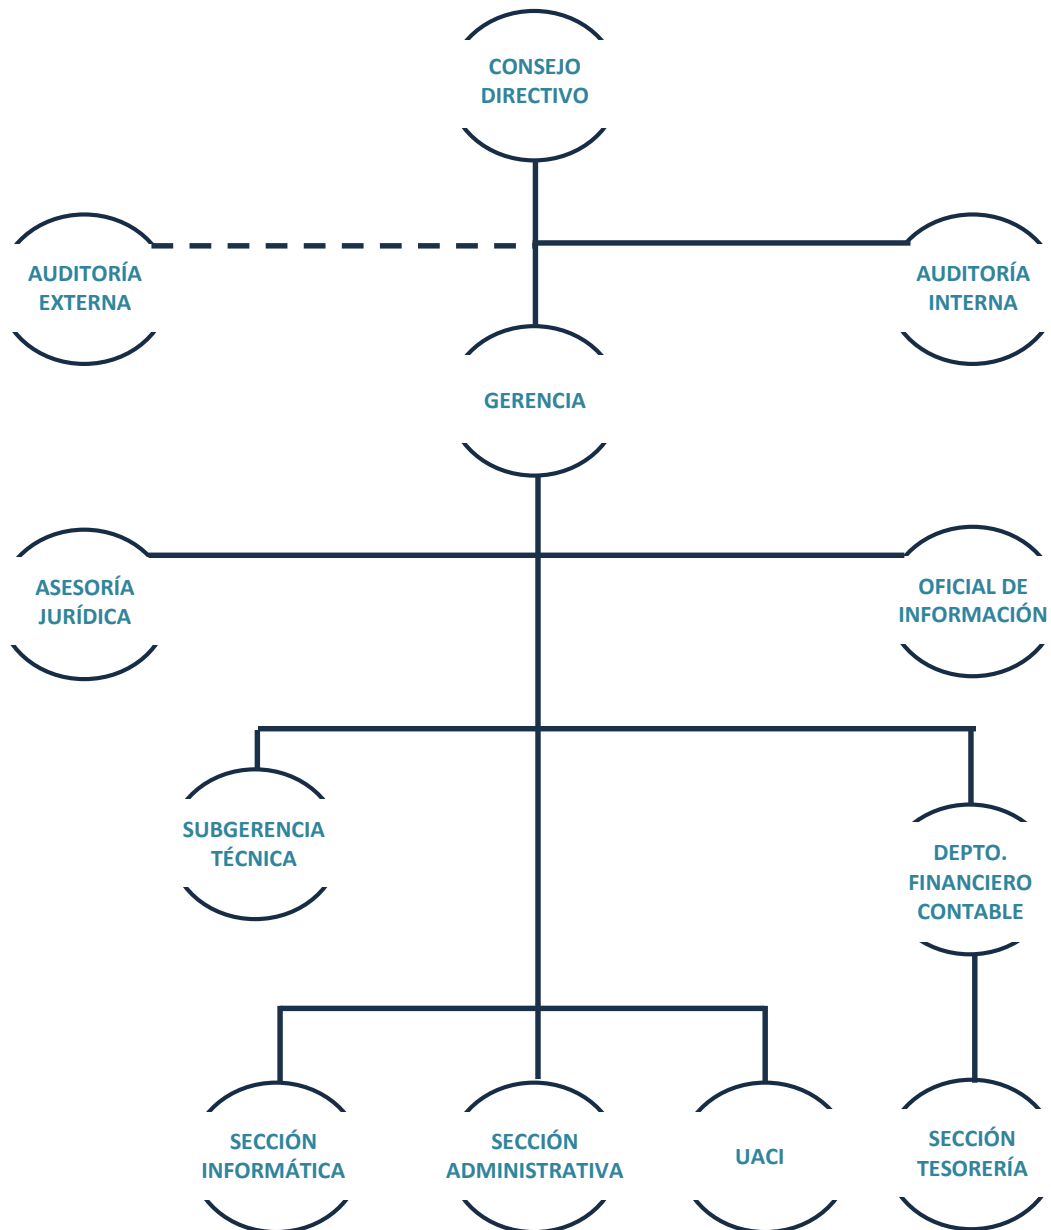 CONSEJO
DIRECTIVO
AUDITORÍA
EXTERNA
AUDITORÍA
INTERNA
GERENCIA
ASESORÍA
JURÍDICA
OFICIAL DE
INFORMACIÓN
SUBGERENCIA
TÉCNICA
DEPTO.
FINANCIERO
CONTABLE
SECCIÓN
INFORMÁTICA
SECCIÓN
ADMINISTRATIVA
UACI
SECCIÓN
TESORERÍA